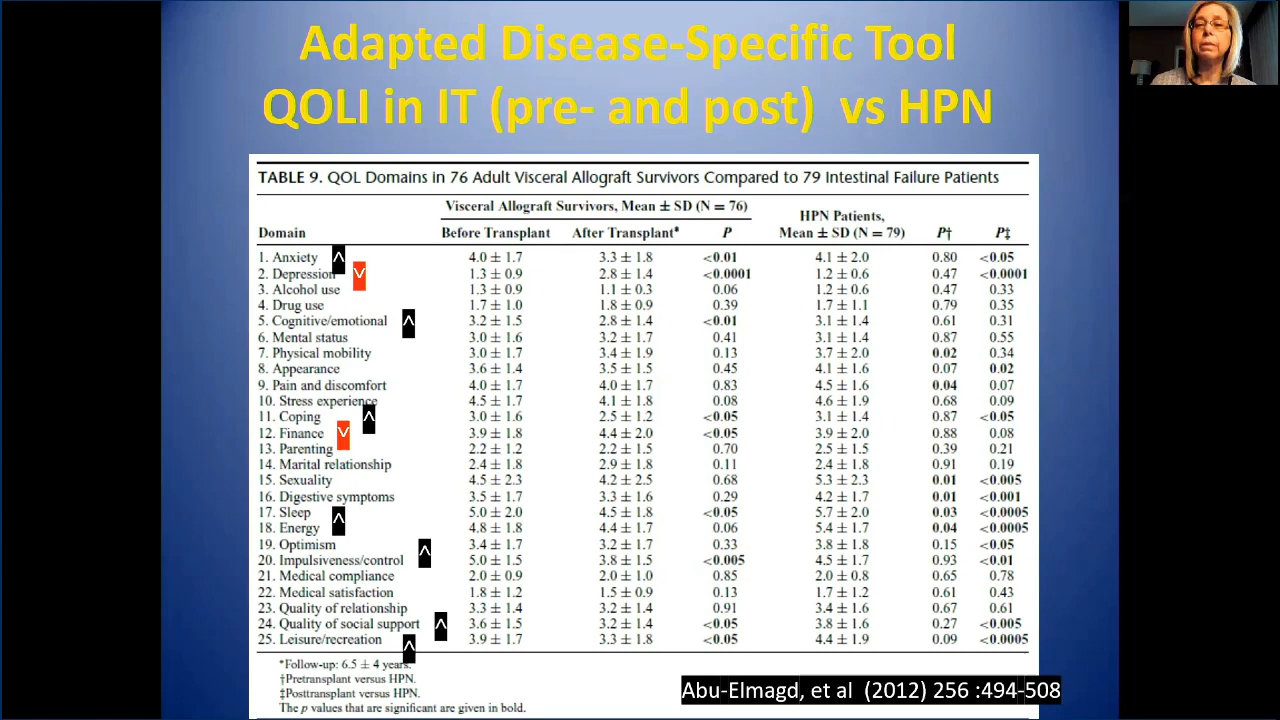 Adapted Disease-Specific Tool
QOLI in IT (pre- and post) vs HPN
TABLE 9. QOL Domains in 76 Adult Visceral Allograft Survivors Compared to 79 Intestinal Failure Patients
Visceral Allograft Survivors, Mean ± SD (N = 76)
HPN Patients,
Domain Before Transplant After Transplant* P Mean ± SD (N = 79) P† P‡
1. Anxiety ^ 4.0 ± 1.7 3.3 ± 1.8 <0.01 4.1 ± 2.0 0.80 <0.05
2. Depression v 1.3 ± 0.9 2.8 ± 1.4 <0.0001 1.2 ± 0.6 0.47 <0.0001
3. Alcohol use 1.3 ± 0.9 1.1 ± 0.3 0.06 1.2 ± 0.6 0.47 0.33
4. Drug use 1.7 ± 1.0 1.8 ± 0.9 0.39 1.7 ± 1.1 0.79 0.35
5. Cognitive/emotional ^ 3.2 ± 1.5 2.8 ± 1.4 <0.01 3.1 ± 1.4 0.61 0.31
6. Mental status 3.0 ± 1.6 3.2 ± 1.7 0.41 3.1 ± 1.4 0.87 0.55
7. Physical mobility 3.0 ± 1.7 3.4 ± 1.9 0.13 3.7 ± 2.0 0.02 0.34
8. Appearance 3.6 ± 1.4 3.5 ± 1.5 0.45 4.1 ± 1.6 0.07 0.02
9. Pain and discomfort 4.0 ± 1.7 4.0 ± 1.7 0.83 4.5 ± 1.6 0.04 0.07
10. Stress experience 4.5 ± 1.7 4.1 ± 1.8 0.08 4.6 ± 1.9 0.68 0.09
11. Coping ^ 3.0 ± 1.6 2.5 ± 1.2 <0.05 3.1 ± 1.4 0.87 <0.05
12. Finance v 3.9 ± 1.8 4.4 ± 2.0 <0.05 3.9 ± 2.0 0.88 0.08
13. Parenting 2.2 ± 1.2 2.2 ± 1.5 0.70 2.5 ± 1.5 0.39 0.21
14. Marital relationship 2.4 ± 1.8 2.9 ± 1.8 0.11 2.4 ± 1.8 0.91 0.19
15. Sexuality 4.5 ± 2.3 4.2 ± 2.5 0.68 5.3 ± 2.3 0.01 <0.005
16. Digestive symptoms 3.5 ± 1.7 3.3 ± 1.6 0.29 4.2 ± 1.7 0.01 <0.001
17. Sleep ^ 5.0 ± 2.0 4.5 ± 1.8 <0.05 5.7 ± 2.0 0.03 <0.0005
18. Energy 4.8 ± 1.8 4.4 ± 1.7 0.06 5.4 ± 1.7 0.04 <0.0005
19. Optimism 3.4 ± 1.7 3.2 ± 1.7 0.33 3.8 ± 1.8 0.15 <0.05
20. Impulsiveness/control ^ 5.0 ± 1.5 3.8 ± 1.5 <0.005 4.5 ± 1.7 0.93 <0.01
21. Medical compliance 2.0 ± 0.9 2.0 ± 1.0 0.85 2.0 ± 0.8 0.65 0.78
22. Medical satisfaction 1.8 ± 1.2 1.5 ± 0.9 0.13 1.7 ± 1.2 0.61 0.43
23. Quality of relationship 3.3 ± 1.4 3.2 ± 1.4 0.91 3.4 ± 1.6 0.67 0.61
24. Quality of social support ^ 3.6 ± 1.5 3.2 ± 1.4 <0.05 3.8 ± 1.6 0.27 <0.005
25. Leisure/recreation ^ 3.9 ± 1.7 3.3 ± 1.8 <0.05 4.4 ± 1.9 0.09 <0.0005
*Follow-up: 6.5 ± 4 years.
†Pretransplant versus HPN.
‡Posttransplant versus HPN.
The p values that are significant are given in bold.
Abu-Elmagd, et al (2012) 256 :494-508